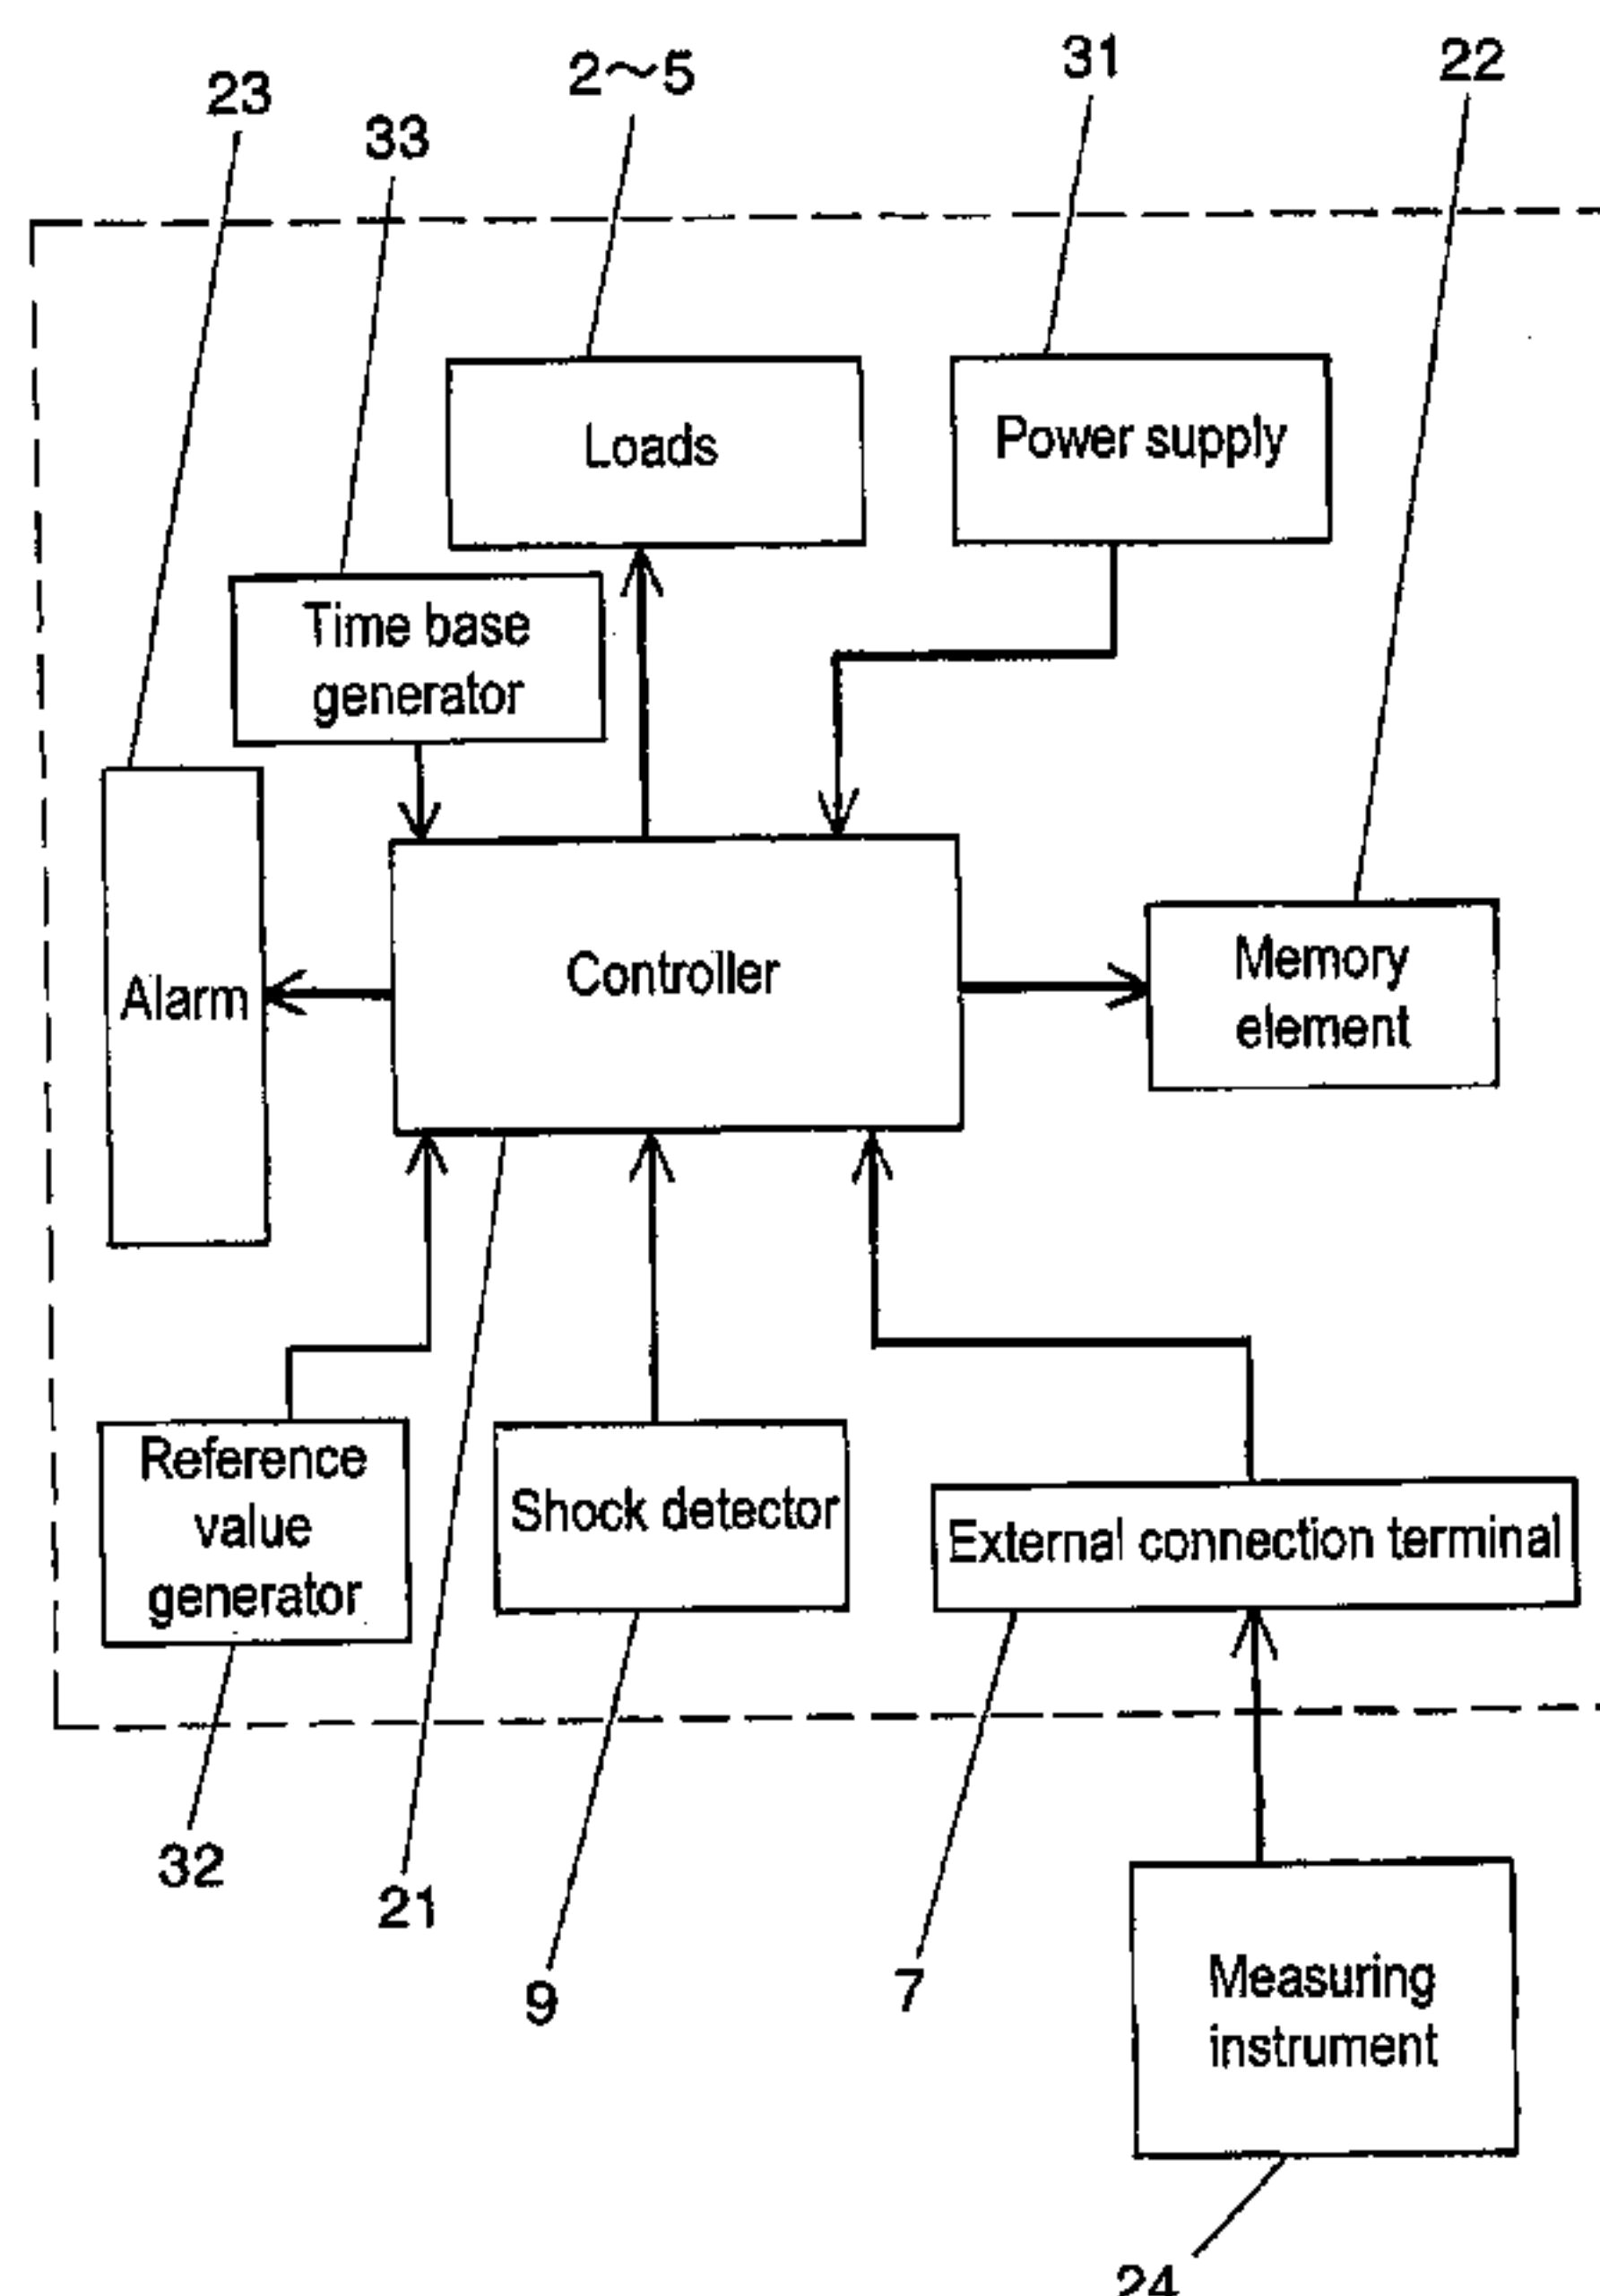 31
22
2～5
23
33
Loads
Power supply
Time base
generator
Controller
Memory
element
Alarm
Reference
value
generator
Shock detector
External connection terminal
32
21
9
7
Measuring
instrument
24